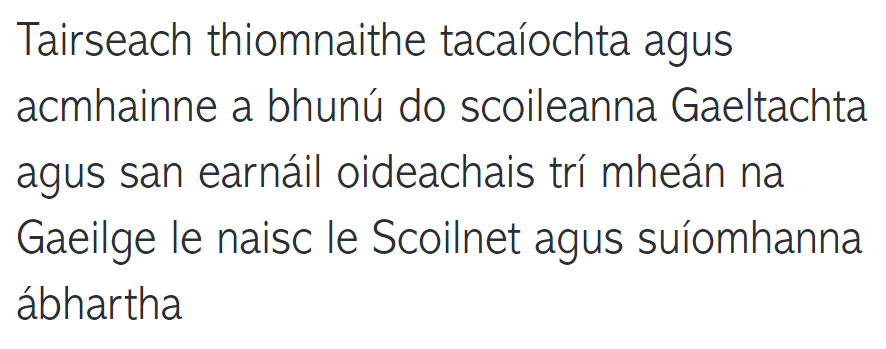 Tairseach thiomnaithe tacaíochta agus
acmhainne a bhunú do scoileanna Gaeltachta
agus san earnáil oideachais trí mheán na
Gaeilge le naisc le Scoilnet agus suíomhanna
ábhartha